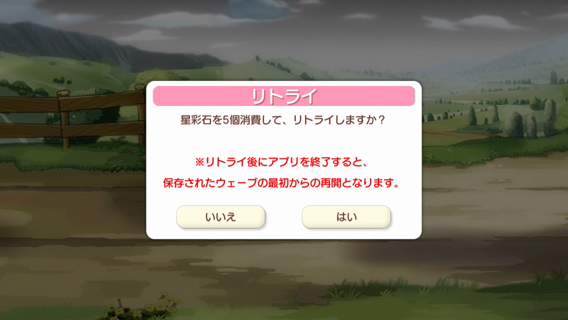 リトライ
星彩石を5個消費して、リトライしますか？
※リトライ後にアプリを終了すると、
保存されたウェーブの最初からの再開となります。
いいえ
はい